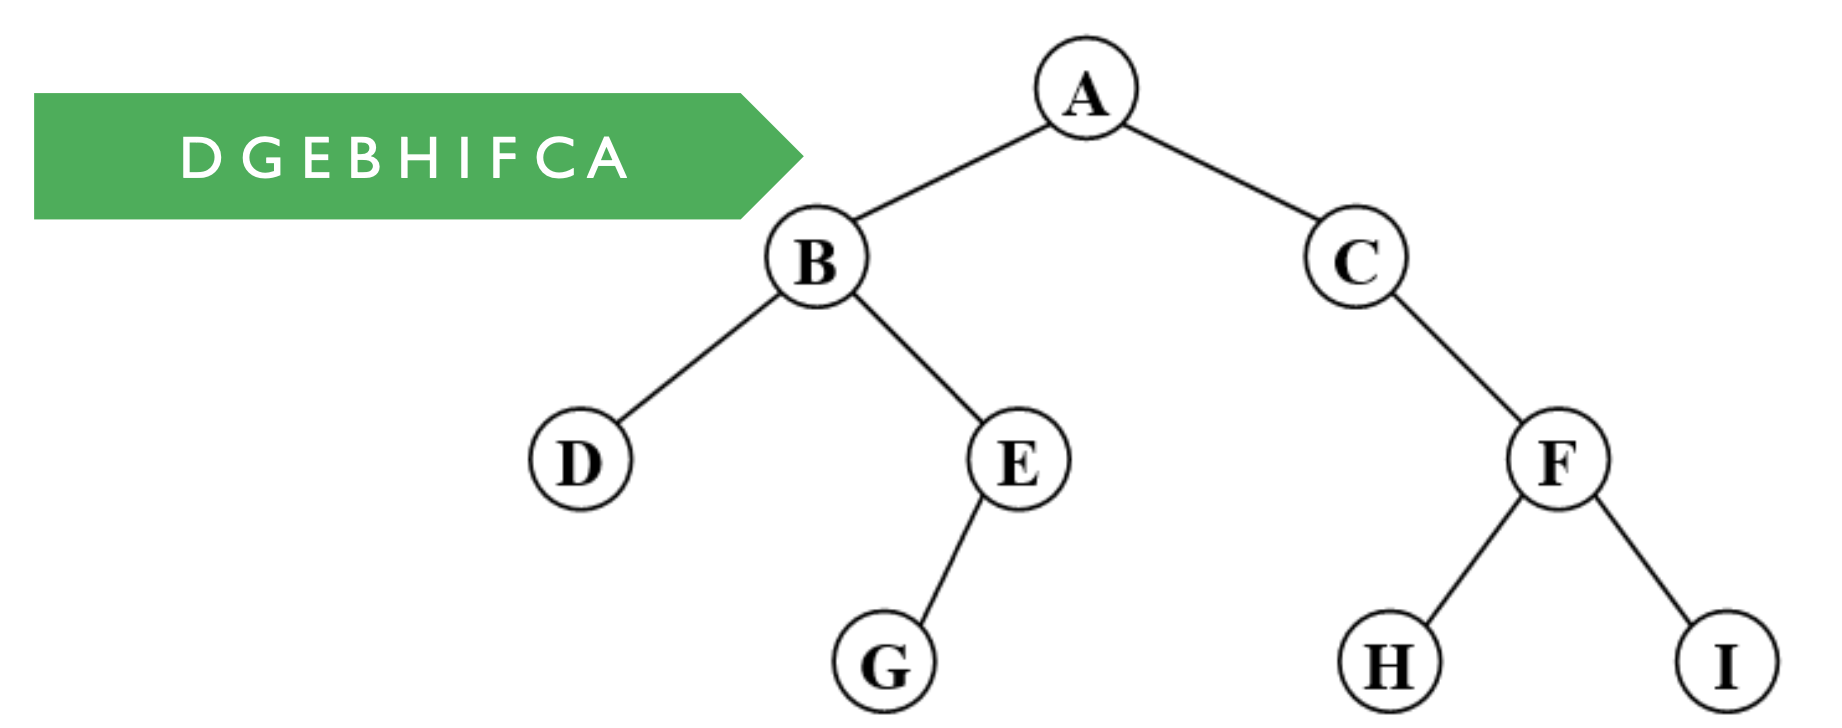 D G E B H I F C A
A
B C
D E F
G H I